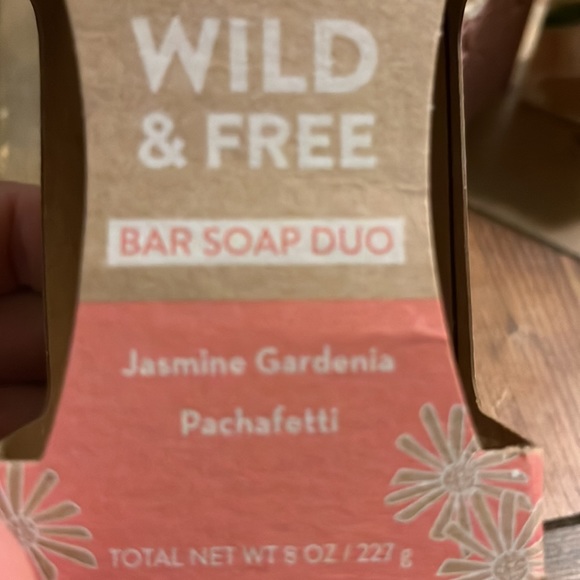 WILD
& FREE
BAR SOAP DUO
Jasmine Gardenia
Pachafetti
TOTAL NET WT 8 OZ / 227 g